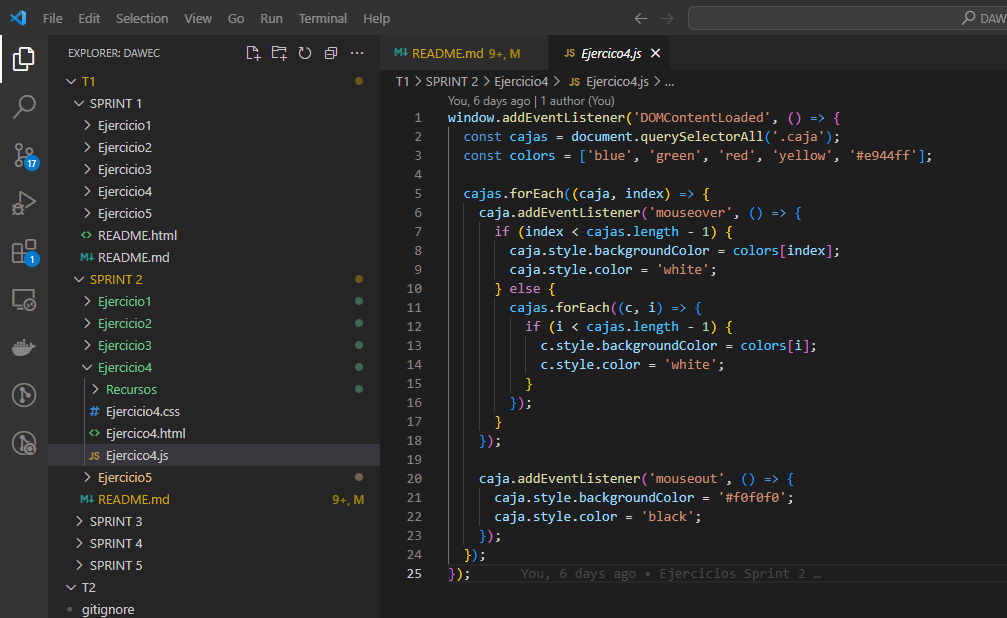 File Edit Selection View Go Run Terminal Help DAW
EXPLORER: DAWEC
T1
SPRINT 1
Ejercicio1
Ejercicio2
Ejercicio3
Ejercicio4
Ejercicio5
README.html
README.md
SPRINT 2
Ejercicio1
Ejercicio2
Ejercicio3
Ejercicio4
Recursos
# Ejercicio4.css
Ejercico4.html
JS Ejercico4.js
Ejercicio5
README.md 9+, M
SPRINT 3
SPRINT 4
SPRINT 5
T2
gitignore
17
1
README.md 9+, M JS Ejercico4.js
T1 > SPRINT 2 > Ejercicio4 > JS Ejercico4.js > ...
You, 6 days ago | 1 author (You)
1 window.addEventListener('DOMContentLoaded', () => {
2 const cajas = document.querySelectorAll('.caja');
3 const colors = ['blue', 'green', 'red', 'yellow', '#e944ff'];
4
5 cajas.forEach((caja, index) => {
6 caja.addEventListener('mouseover', () => {
7 if (index < cajas.length - 1) {
8 caja.style.backgroundColor = colors[index];
9 caja.style.color = 'white';
10 } else {
11 cajas.forEach((c, i) => {
12 if (i < cajas.length - 1) {
13 c.style.backgroundColor = colors[i];
14 c.style.color = 'white';
15 }
16 });
17 }
18 });
19
20 caja.addEventListener('mouseout', () => {
21 caja.style.backgroundColor = '#f0f0f0';
22 caja.style.color = 'black';
23 });
24 });
25 }); You, 6 days ago • Ejercicios Sprint 2 …